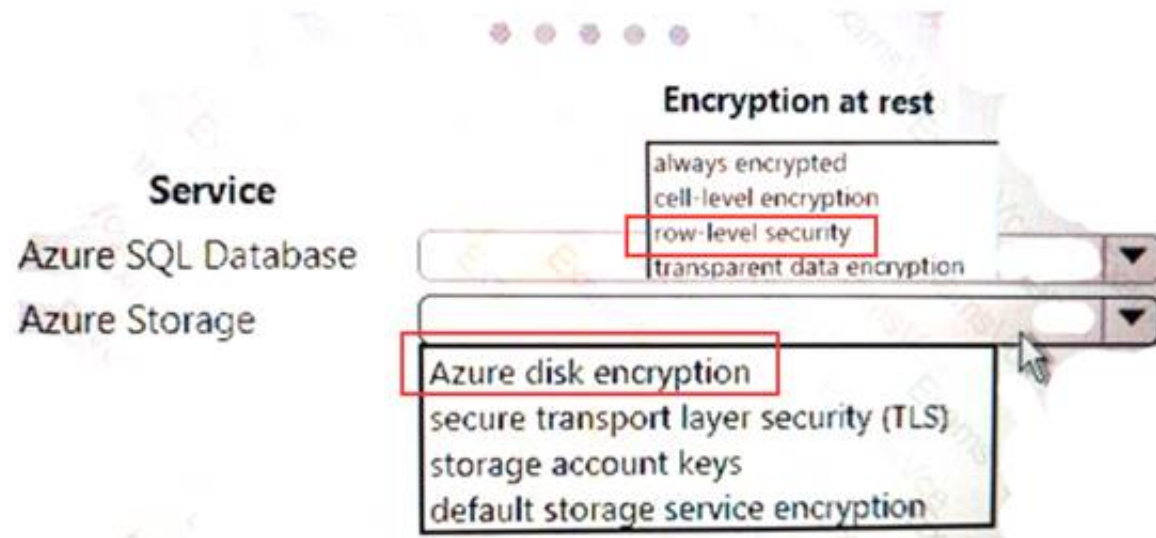 Encryption at rest
always encrypted
cell-level encryption
Service
row-level security
Azure SQL Database
transparent data encryption
Azure Storage
Azure disk encryption
secure transport layer security (TLS)
storage account keys
default storage service encryption